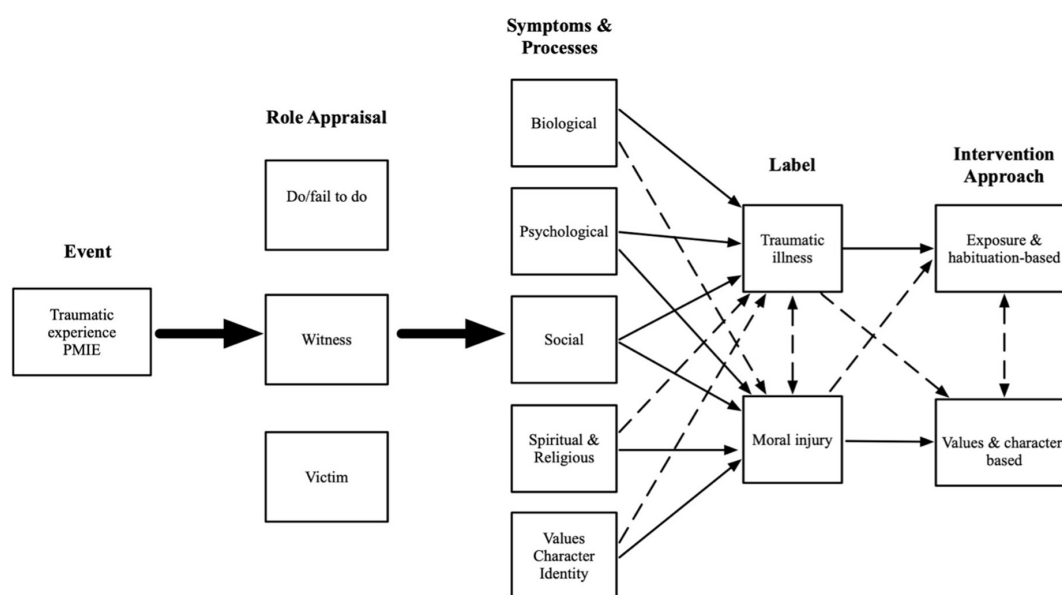 Event
Traumatic
experience
PMIE
Role Appraisal
Do/fail to do
Witness
Victim
Symptoms &
Processes
Biological
Psychological
Social
Spiritual &
Religious
Values
Character
Identity
Label
Traumatic
illness
Moral injury
Intervention
Approach
Exposure &
habituation-based
Values & character
based